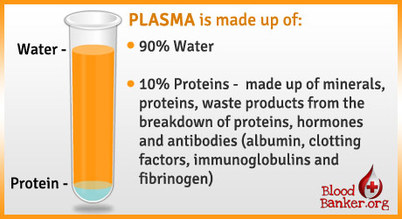 PLASMA is made up of:
Water -
• 90% Water
• 10% Proteins - made up of minerals,
proteins, waste products from the
breakdown of proteins, hormones
and antibodies (albumin, clotting
factors, immunoglobulins and
fibrinogen)
Protein -
Blood
Banker.org